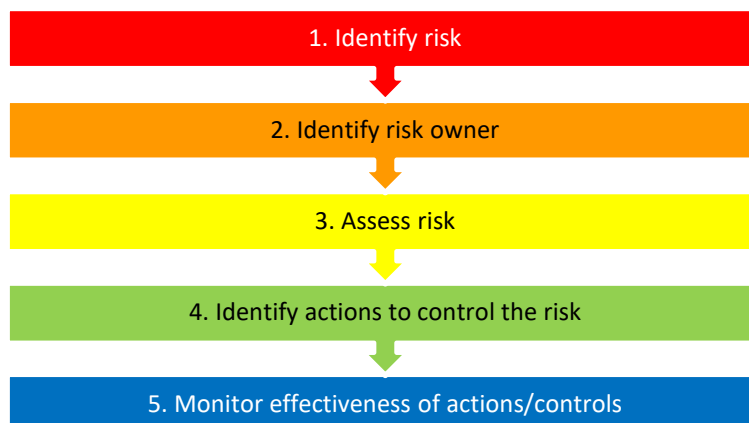 1. Identify risk
2. Identify risk owner
3. Assess risk
4. Identify actions to control the risk
5. Monitor effectiveness of actions/controls